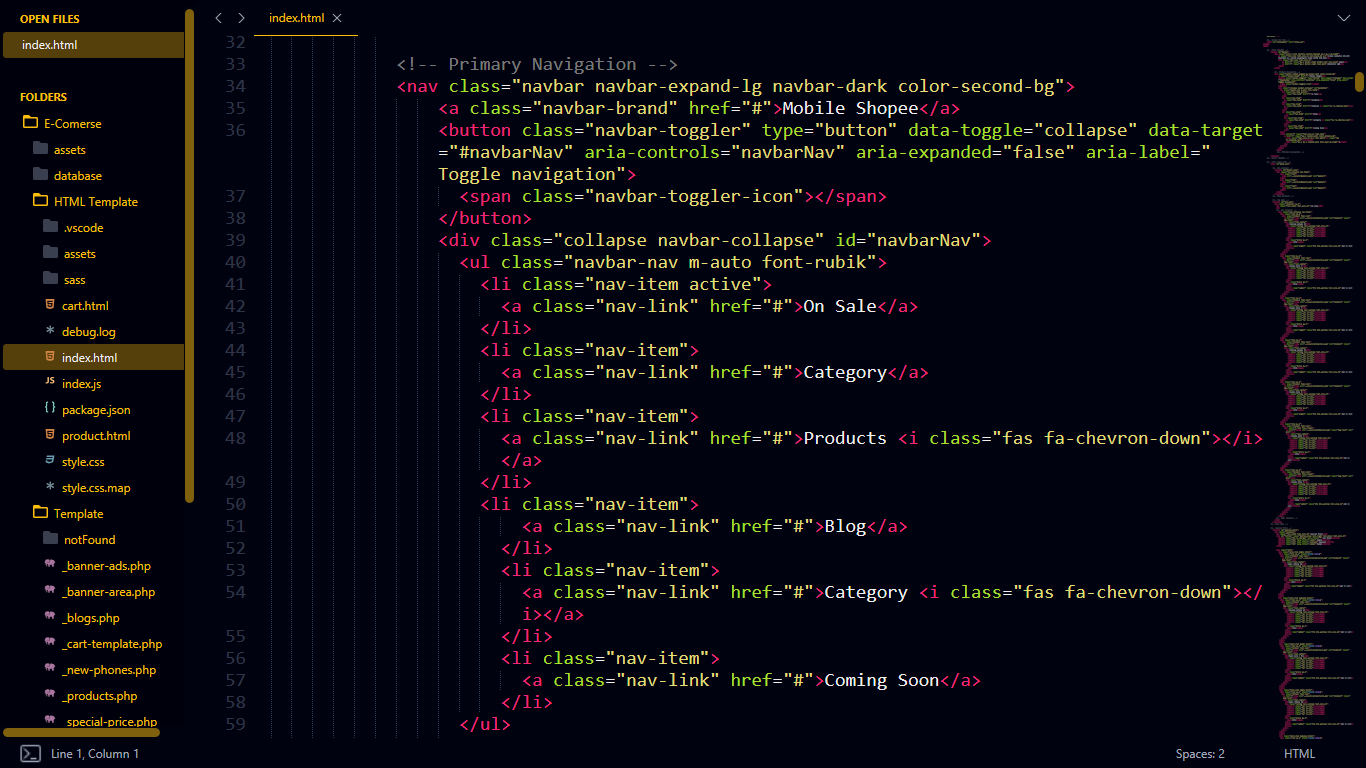 OPEN FILES
index.html
FOLDERS
E-Comerse
assets
database
HTML Template
.vscode
assets
sass
cart.html
debug.log
index.html
JS index.js
{ } package.json
product.html
style.css
style.css.map
Template
notFound
_banner-ads.php
_banner-area.php
_blogs.php
_cart-template.php
_new-phones.php
_products.php
_special-price.php
index.html
32
33 <!-- Primary Navigation -->
34 <nav class="navbar navbar-expand-lg navbar-dark color-second-bg">
35 <a class="navbar-brand" href="#">Mobile Shopee</a>
36 <button class="navbar-toggler" type="button" data-toggle="collapse" data-target
="#navbarNav" aria-controls="navbarNav" aria-expanded="false" aria-label="
Toggle navigation">
37 <span class="navbar-toggler-icon"></span>
38 </button>
39 <div class="collapse navbar-collapse" id="navbarNav">
40 <ul class="navbar-nav m-auto font-rubik">
41 <li class="nav-item active">
42 <a class="nav-link" href="#">On Sale</a>
43 </li>
44 <li class="nav-item">
45 <a class="nav-link" href="#">Category</a>
46 </li>
47 <li class="nav-item">
48 <a class="nav-link" href="#">Products <i class="fas fa-chevron-down"></i>
</a>
49 </li>
50 <li class="nav-item">
51 <a class="nav-link" href="#">Blog</a>
52 </li>
53 <li class="nav-item">
54 <a class="nav-link" href="#">Category <i class="fas fa-chevron-down"></
i></a>
55 </li>
56 <li class="nav-item">
57 <a class="nav-link" href="#">Coming Soon</a>
58 </li>
59 </ul>
Line 1, Column 1
Spaces: 2
HTML